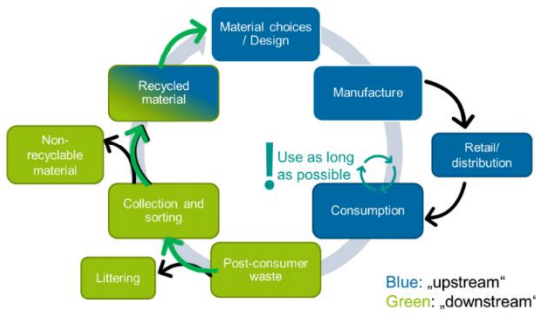 Material choices
/ Design
Manufacture
Retail/
distribution
Consumption
! Use as long
as possible
Post-consumer
waste
Littering
Collection and
sorting
Non-
recyclable
material
Recycled
material
Blue: „upstream“
Green: „downstream“